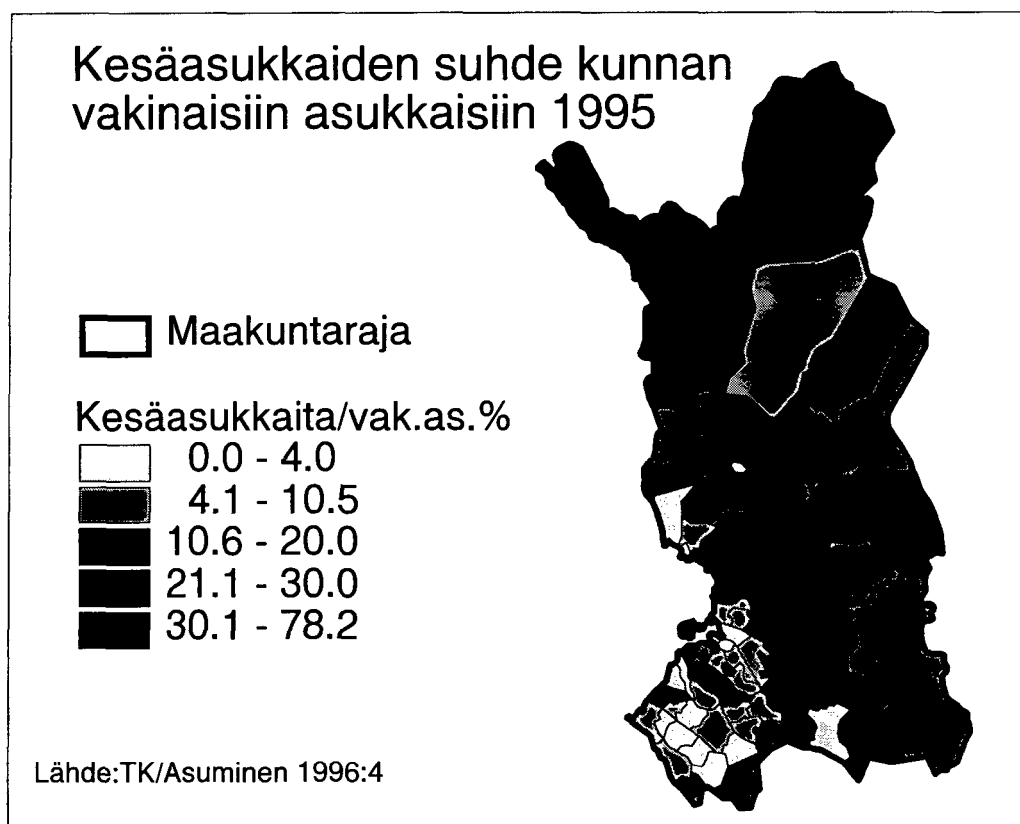 Kesäasukkaiden suhde kunnan
vakinaisiin asukkaisiin 1995
Maakuntaraja
Kesäasukkaita/vak.as.%
0.0 - 4.0
4.1 - 10.5
10.6 - 20.0
21.1 - 30.0
30.1 - 78.2
Lähde:TK/Asuminen 1996:4